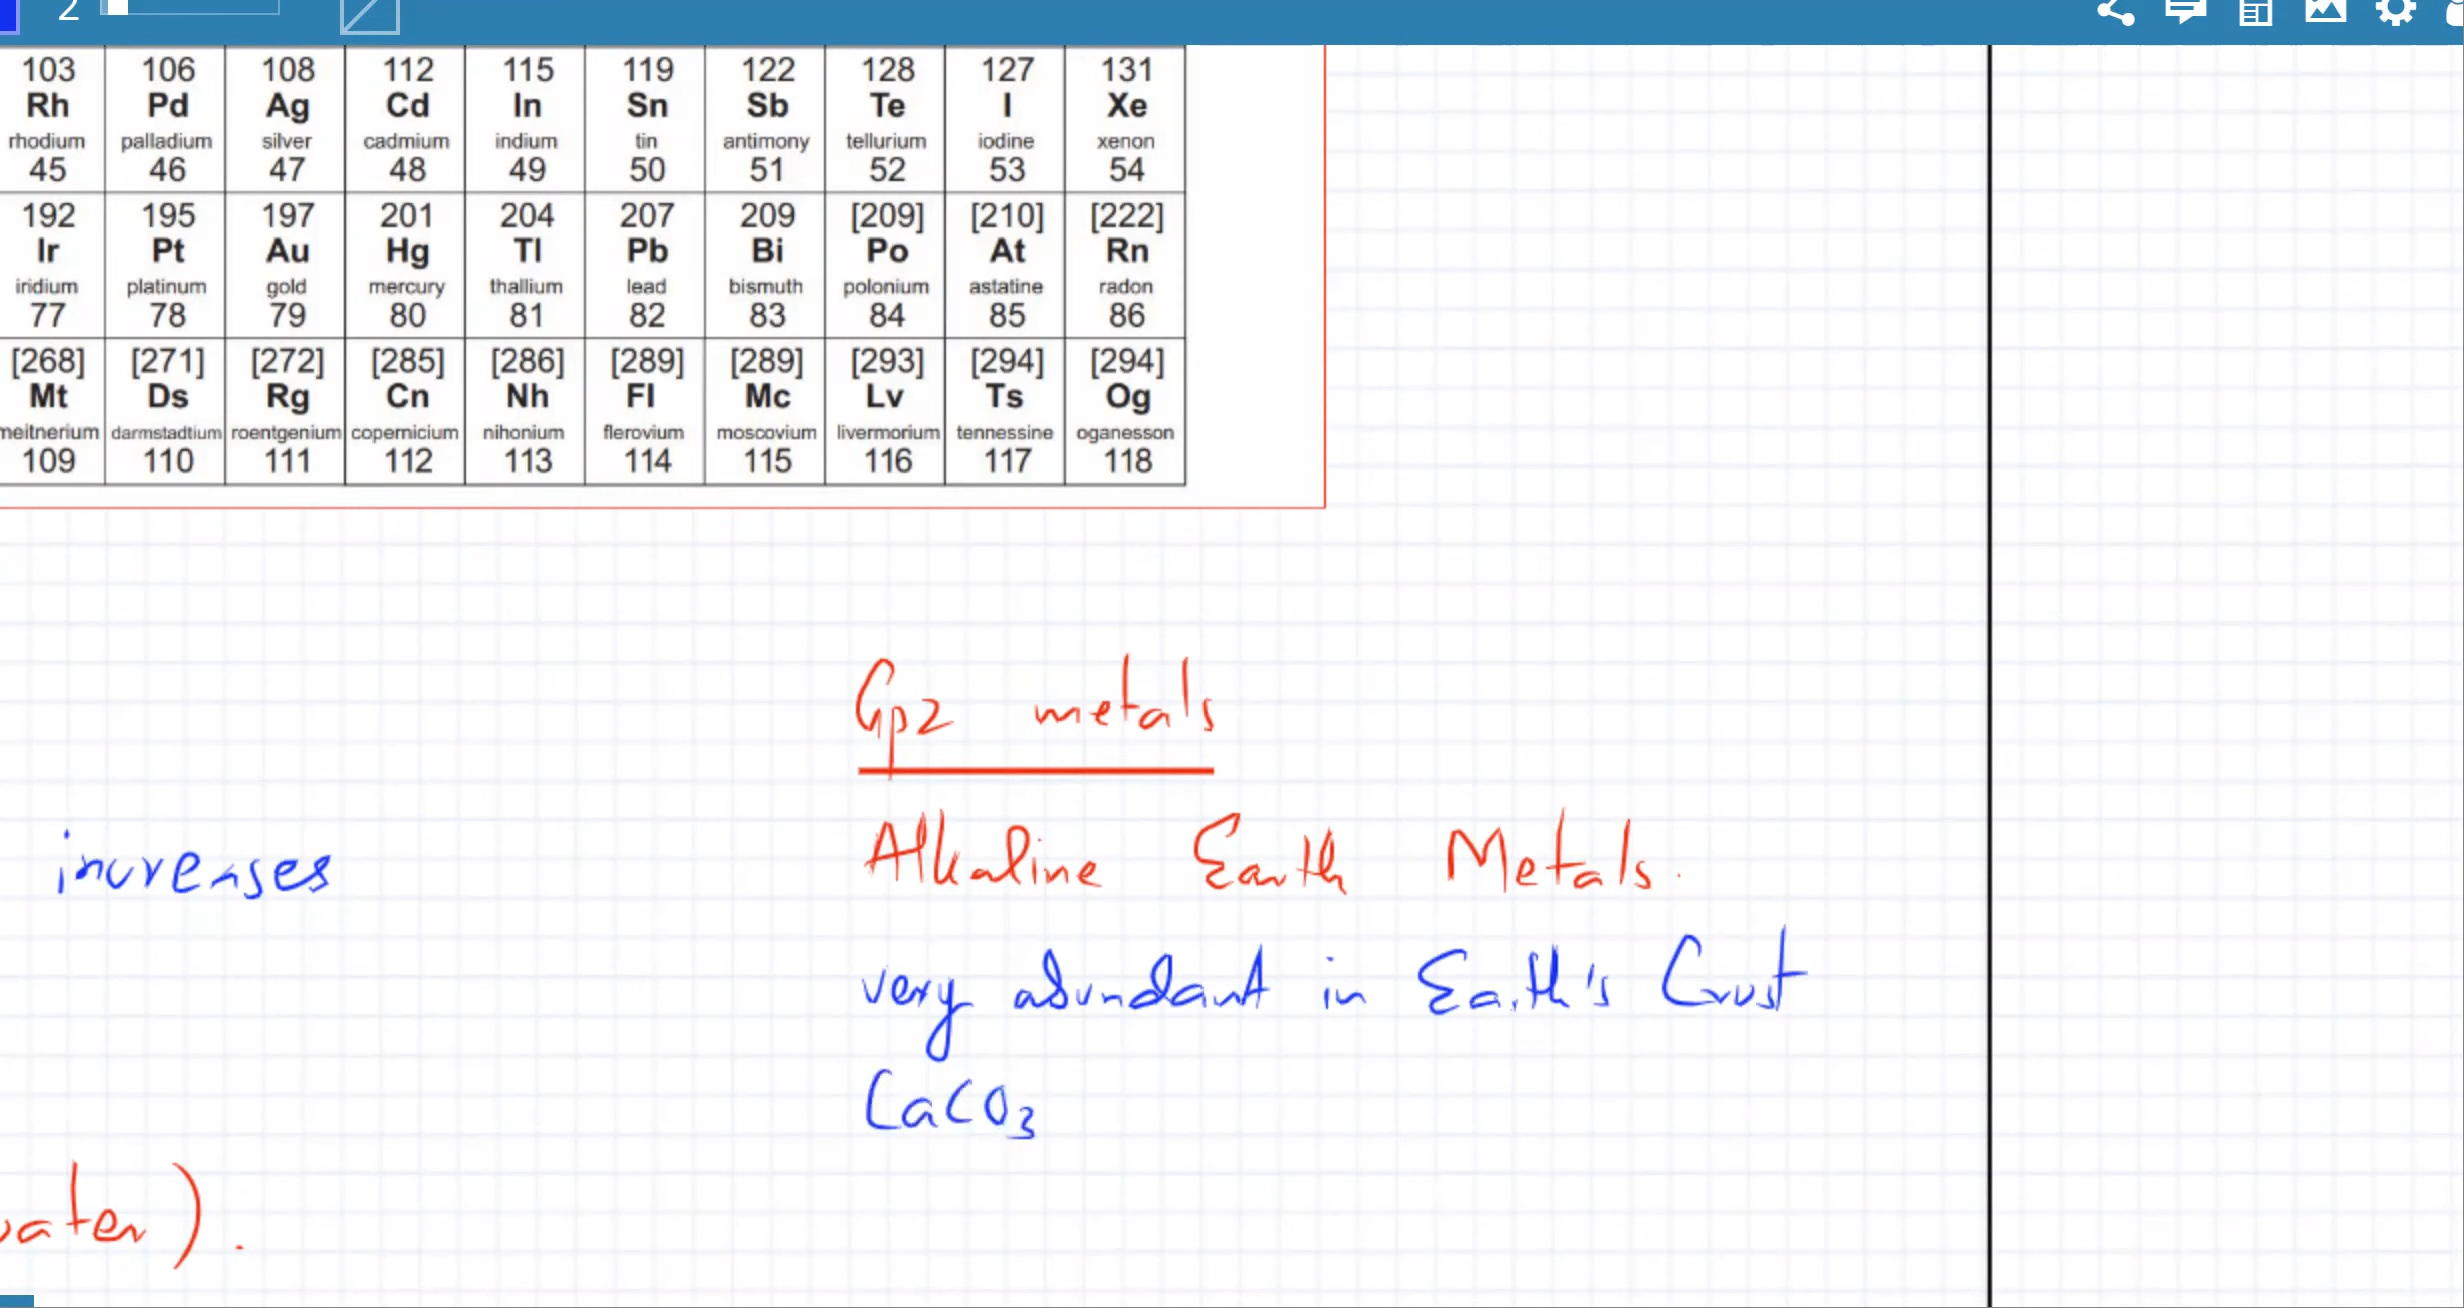 2
103 106 108 112 115 119 122 128 127 131
Rh Pd Ag Cd In Sn Sb Te I Xe
rhodium palladium silver cadmium indium tin antimony tellurium iodine xenon
45 46 47 48 49 50 51 52 53 54
192 195 197 201 204 207 209 [209] [210] [222]
Ir Pt Au Hg Tl Pb Bi Po At Rn
iridium platinum gold mercury thallium lead bismuth polonium astatine radon
77 78 79 80 81 82 83 84 85 86
[268] [271] [272] [285] [286] [289] [289] [293] [294] [294]
Mt Ds Rg Cn Nh Fl Mc Lv Ts Og
meitnerium darmstadtium roentgenium copernicium nihonium flerovium moscovium livermorium tennessine oganesson
109 110 111 112 113 114 115 116 117 118
Gp2 metals
increases
Alkaline Earth Metals.
very abundant in Earth's Crust
CaCO₃
water).